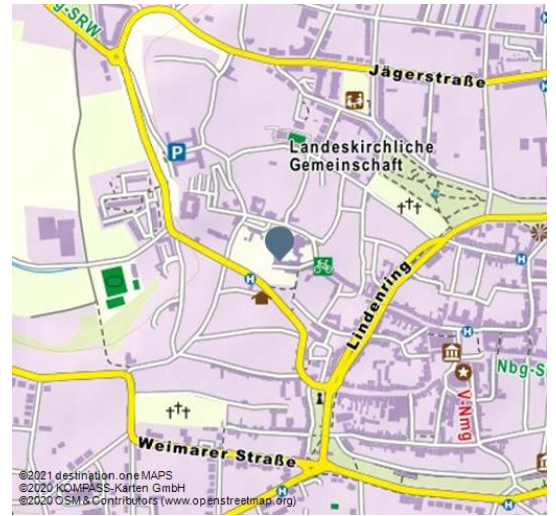 g-SRW
Jägerstraße
H
P
Landeskirchliche
Gemeinschaft
H
H
H
Lindenring
H
Nbg-S
V-Nmg
Weimarer Straße
H
H
©2021 destination.one MAPS
©2020 KOMPASS-Karten GmbH
©2020 OSM & Contributors (www.openstreetmap.org)